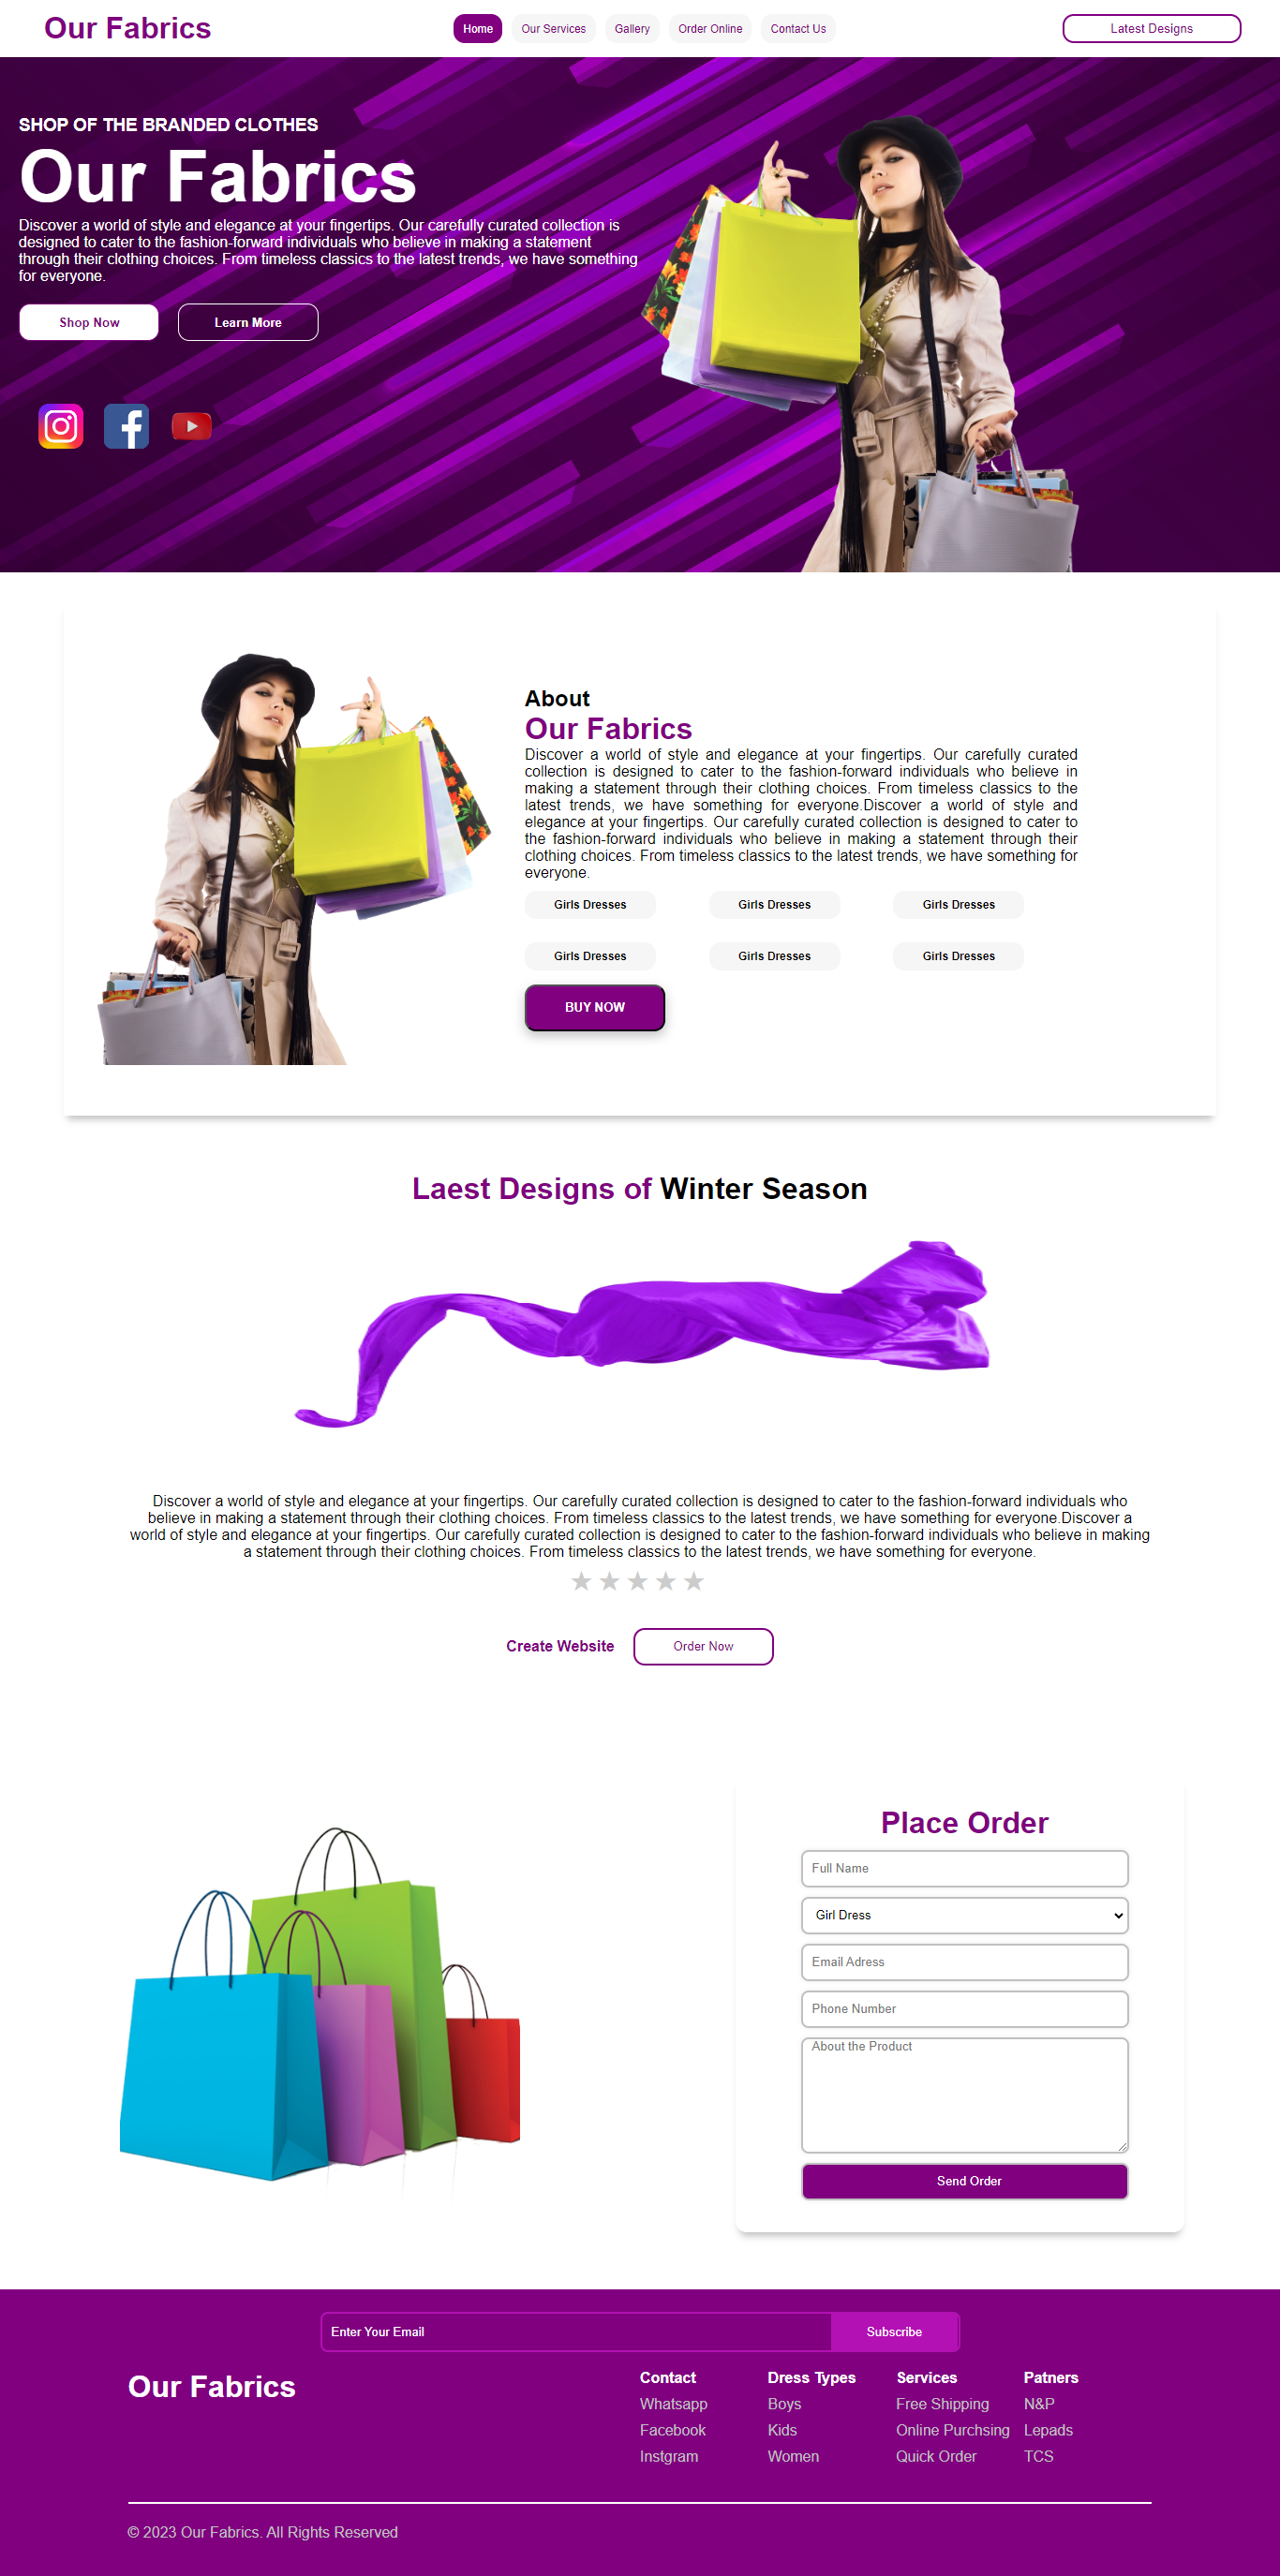 Our Fabrics
Home
Our Services
Gallery
Order Online
Contact Us
Latest Designs
SHOP OF THE BRANDED CLOTHES
Our Fabrics
Discover a world of style and elegance at your fingertips. Our carefully curated collection is
designed to cater to the fashion-forward individuals who believe in making a statement
through their clothing choices. From timeless classics to the latest trends, we have something
for everyone.
Shop Now
Learn More
About
Our Fabrics
Discover a world of style and elegance at your fingertips. Our carefully curated
collection is designed to cater to the fashion-forward individuals who believe in
making a statement through their clothing choices. From timeless classics to the
latest trends, we have something for everyone.Discover a world of style and
elegance at your fingertips. Our carefully curated collection is designed to cater to
the fashion-forward individuals who believe in making a statement through their
clothing choices. From timeless classics to the latest trends, we have something for
everyone.
Girls Dresses
Girls Dresses
Girls Dresses
Girls Dresses
Girls Dresses
Girls Dresses
BUY NOW
Laest Designs of Winter Season
Discover a world of style and elegance at your fingertips. Our carefully curated collection is designed to cater to the fashion-forward individuals who
believe in making a statement through their clothing choices. From timeless classics to the latest trends, we have something for everyone.Discover a
world of style and elegance at your fingertips. Our carefully curated collection is designed to cater to the fashion-forward individuals who believe in making
a statement through their clothing choices. From timeless classics to the latest trends, we have something for everyone.
Create Website
Order Now
Place Order
Full Name
Girl Dress
Email Adress
Phone Number
About the Product
Send Order
Enter Your Email
Subscribe
Our Fabrics
Contact
Whatsapp
Facebook
Instgram
Dress Types
Boys
Kids
Women
Services
Free Shipping
Online Purchsing
Quick Order
Patners
N&P
Lepads
TCS
© 2023 Our Fabrics. All Rights Reserved